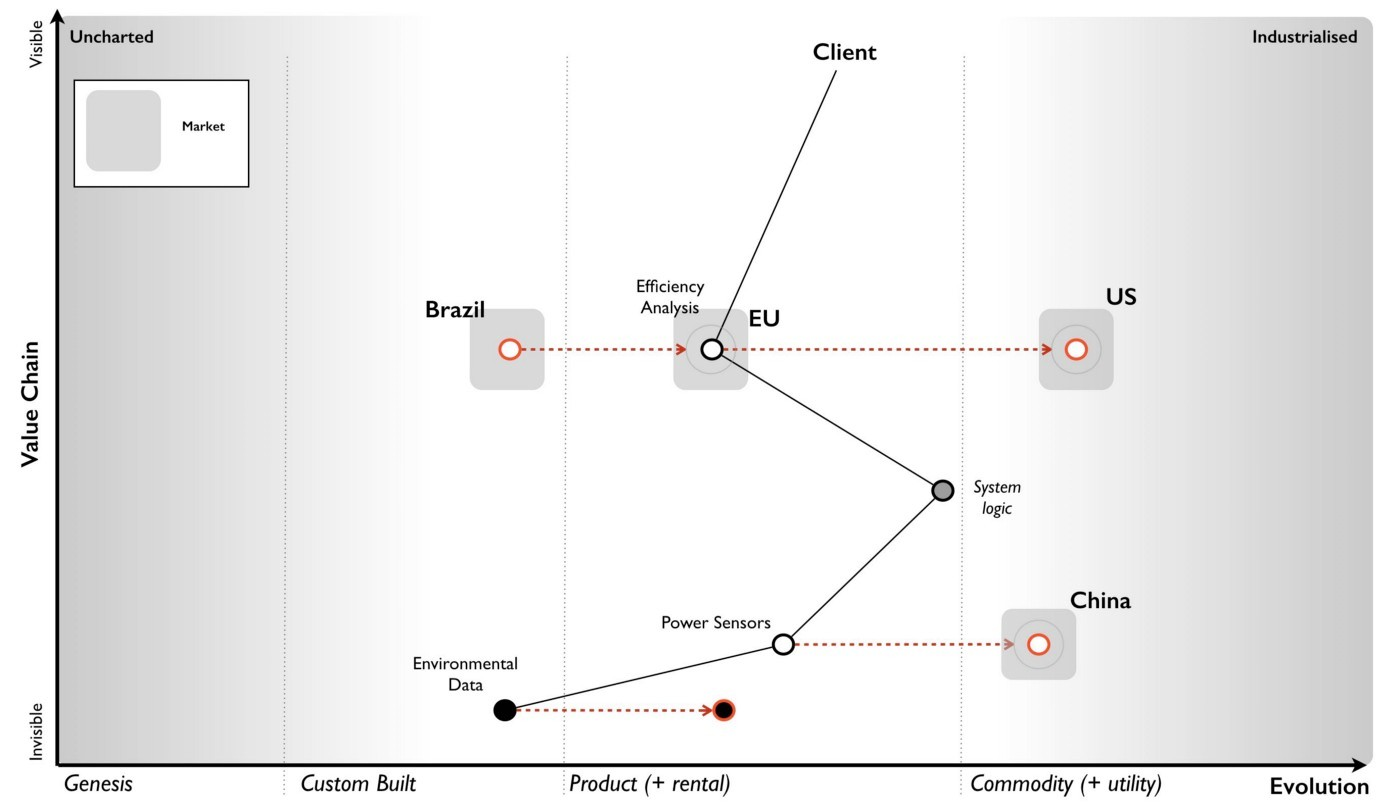 Visible
Uncharted
Client
Industrialised
Market
Efficiency
Analysis
Brazil
EU
US
Value Chain
System
logic
China
Power Sensors
Environmental
Data
Invisible
Genesis
Custom Built
Product (+ rental)
Commodity (+ utility)
Evolution